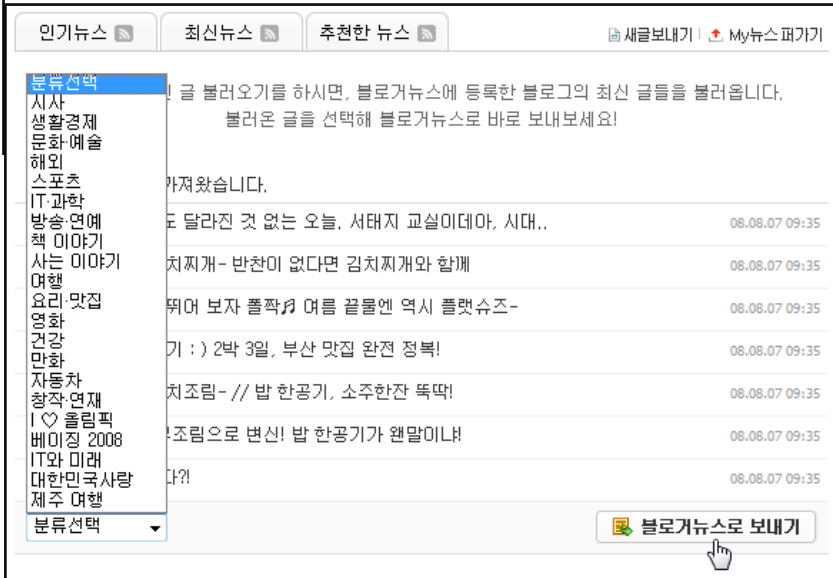 인기뉴스 최신뉴스 추천한 뉴스 새글보내기 | My뉴스 퍼가기
글 불러오기를 하시면, 블로거뉴스에 등록한 블로그의 최신 글들을 불러옵니다.
불러온 글을 선택해 블로거뉴스로 바로 보내보세요!
가져왔습니다.
도 달라진 것 없는 오늘, 서태지 교실이데아, 시대.. 08.08.07 09:35
치찌개- 반찬이 없다면 김치찌개와 함께 08.08.07 09:35
뛰어 보자 폴짝♬ 여름 끝물엔 역시 플랫슈즈- 08.08.07 09:35
기 : ) 2박 3일, 부산 맛집 완전 정복! 08.08.07 09:35
치조림- // 밥 한공기, 소주한잔 뚝딱! 08.08.07 09:35
조림으로 변신! 밥 한공기가 왠말이냐! 08.08.07 09:35
다?! 08.08.07 09:35
분류선택
시사
생활경제
문화·예술
해외
스포츠
IT·과학
방송·연예
책 이야기
사는 이야기
여행
요리·맛집
영화
건강
만화
자동차
창작·연재
I ♡ 올림픽
베이징 2008
IT와 미래
대한민국사랑
제주 여행
분류선택 블로거뉴스로 보내기